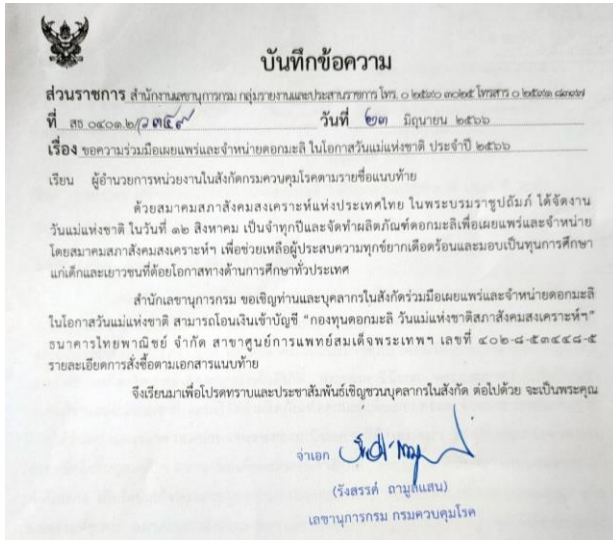 บันทึกข้อความ
ส่วนราชการ สำนักงานเลขานุการกรม กลุ่มรายงานและประสานราชการ โทร. ๐ ๒๕๙๐ ๓๐๒๕ โทรสาร
ที่ สธ ๐๔๐๑.๒/ว ๓๕๙ วันที่ ๒๓ มิถุนายน ๒๕๖๖
เรื่อง ขอความร่วมมือเผยแพร่และจำหน่ายดอกมะลิ ในโอกาสวันแม่แห่งชาติ ประจำปี ๒๕๖๖
เรียน ผู้อำนวยการหน่วยงานในสังกัดกรมควบคุมโรคตามรายชื่อแนบท้าย
ด้วยสมาคมสภาสังคมสงเคราะห์แห่งประเทศไทย ในพระบรมราชูปถัมภ์ ได้จัดงาน
วันแม่แห่งชาติ ในวันที่ ๑๒ สิงหาคม เป็นจำทุกปีและจัดทำผลิตภัณฑ์ดอกมะลิเพื่อเผยแพร่และจำหน่าย
โดยสมาคมสภาสังคมสงเคราะห์ฯ เพื่อช่วยเหลือผู้ประสบความทุกข์ยากเดือดร้อนและมอบเป็นทุนการศึกษา
แก่เด็กและเยาวชนที่ด้อยโอกาสทางด้านการศึกษาทั่วประเทศ
สำนักเลขานุการกรม ขอเชิญท่านและบุคลากรในสังกัดร่วมมือเผยแพร่และจำหน่ายดอกมะลิ
ในโอกาสวันแม่แห่งชาติ สามารถโอนเงินเข้าบัญชี “กองทุนดอกมะลิ วันแม่แห่งชาติสภาสังคมสงเคราะห์ฯ”
ธนาคารไทยพาณิชย์ จำกัด สาขาศูนย์การแพทย์สมเด็จพระเทพฯ เลขที่ ๔๐๒-๘-๕๓๔๔๘-๕
รายละเอียดการสั่งซื้อตามเอกสารแนบท้าย
จึงเรียนมาเพื่อโปรดทราบและประชาสัมพันธ์เชิญชวนบุคลากรในสังกัด ต่อไปด้วย จะเป็นพระคุณ
จ่าเอก
(รังสรรค์ ถามูลแสน)
เลขานุการกรม กรมควบคุมโรค